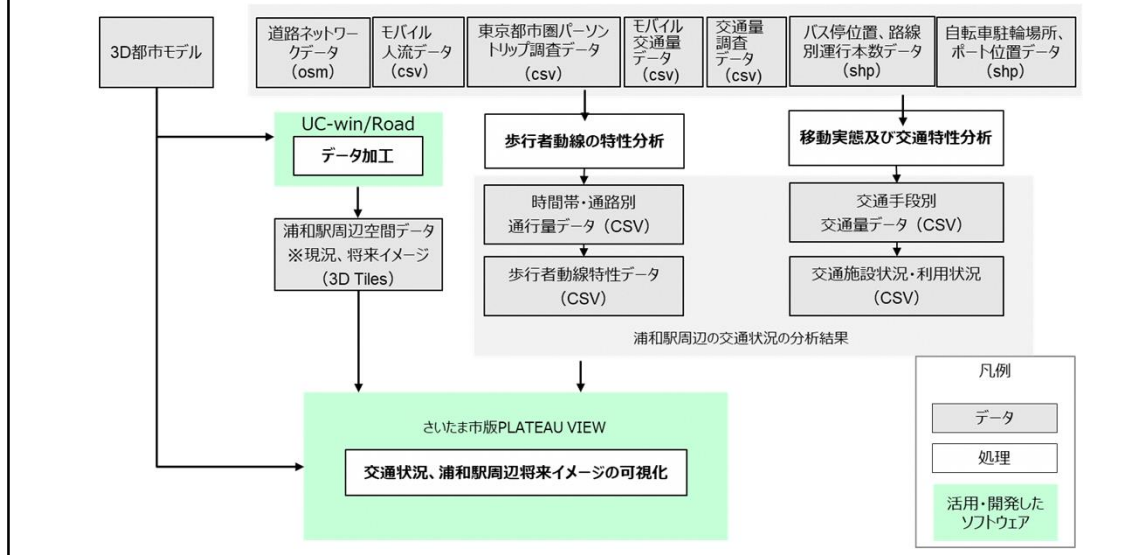 3D都市モデル
道路ネットワー
クデータ
(osm)
モバイル
人流データ
(csv)
東京都市圏パーソン
トリップ調査データ
(csv)
モバイル
交通量
データ
(csv)
交通量
調査
データ
(csv)
バス停位置、路線
別運行本数データ
(shp)
自転車駐輪場所、
ポート位置データ
(shp)
UC-win/Road
データ加工
歩行者動線の特性分析
移動実態及び交通特性分析
浦和駅周辺空間データ
※現況、将来イメージ
(3D Tiles)
時間帯・通路別
通行量データ (CSV)
交通手段別
交通量データ (CSV)
歩行者動線特性データ
(CSV)
交通施設状況・利用状況
(CSV)
浦和駅周辺の交通状況の分析結果
さいたま市版PLATEAU VIEW
交通状況、浦和駅周辺将来イメージの可視化
凡例
データ
処理
活用・開発した
ソフトウェア